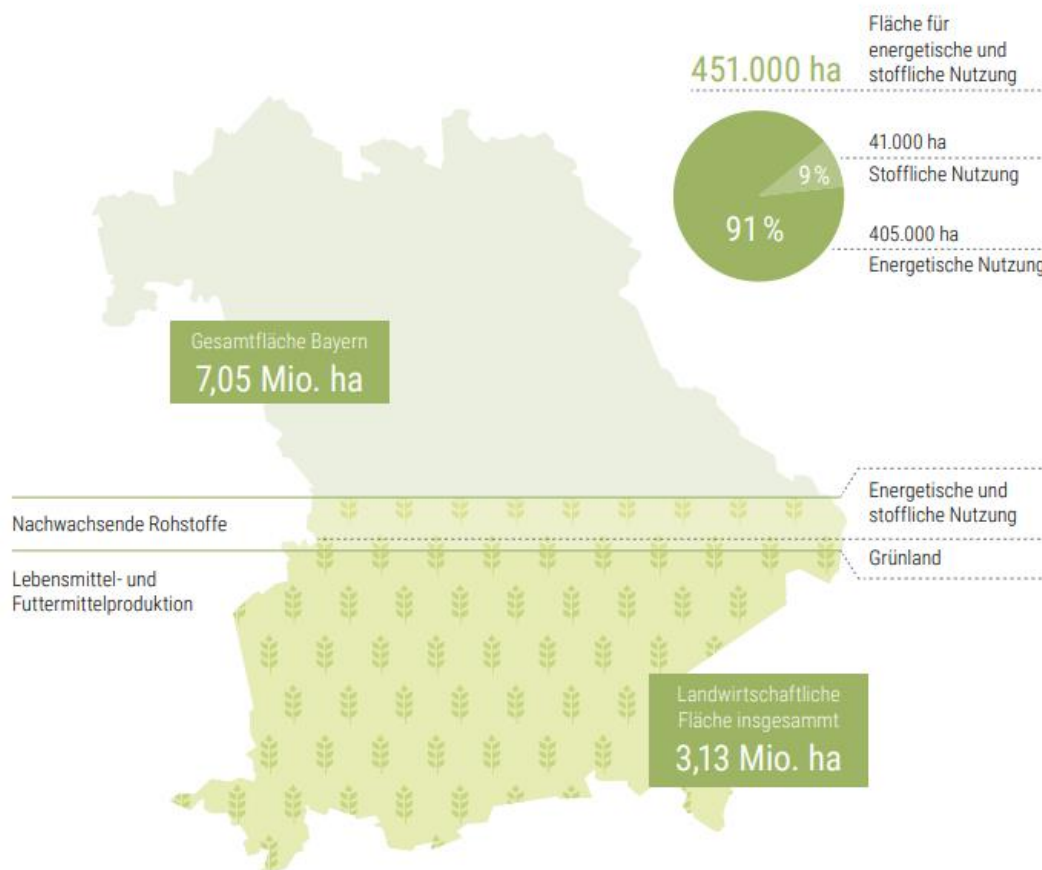 Fläche für
energetische und
stoffliche Nutzung
451.000 ha
41.000 ha
Stoffliche Nutzung
9 %
91 %
405.000 ha
Energetische Nutzung
Gesamtfläche Bayern
7,05 Mio. ha
Nachwachsende Rohstoffe
Energetische und
stoffliche Nutzung
Grünland
Lebensmittel- und
Futtermittelproduktion
Landwirtschaftliche
Fläche insgesammt
3,13 Mio. ha